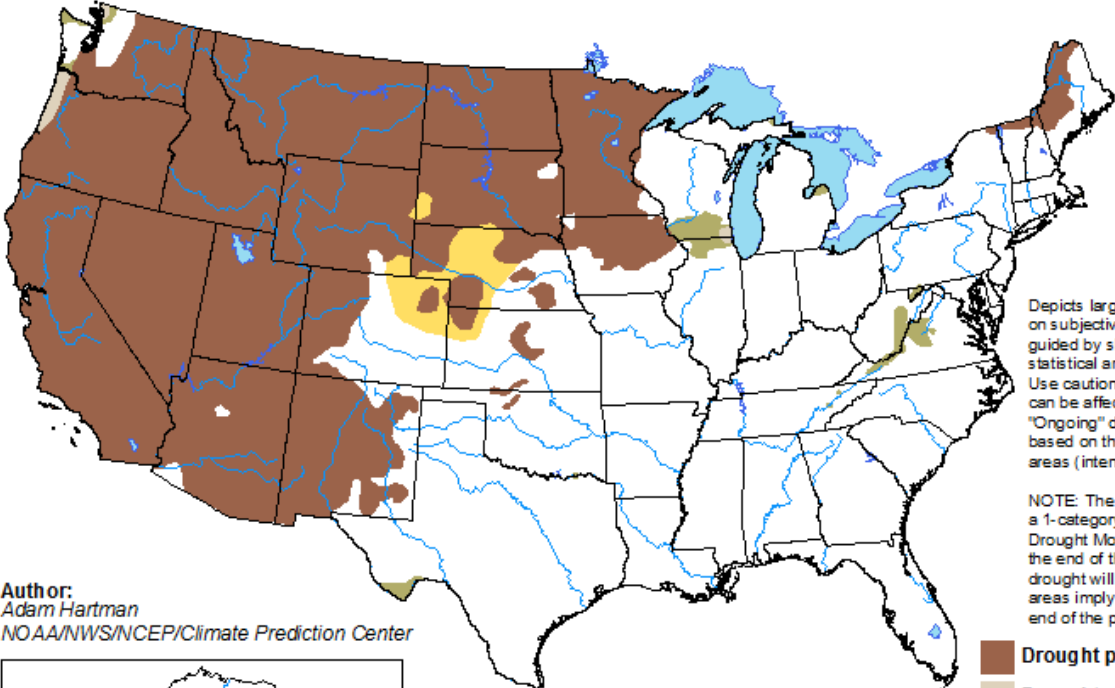 Depicts larg
on subjectiv
guided by s
statistical ar
Use caution
can be affec
"Ongoing" d
based on th
areas (inten
NOTE: The
a 1-category
Drought Mo
the end of th
drought will
areas imply
end of the p
Author:
Adam Hartman
NOAA/NWS/NCEP/Climate Prediction Center
Drought p